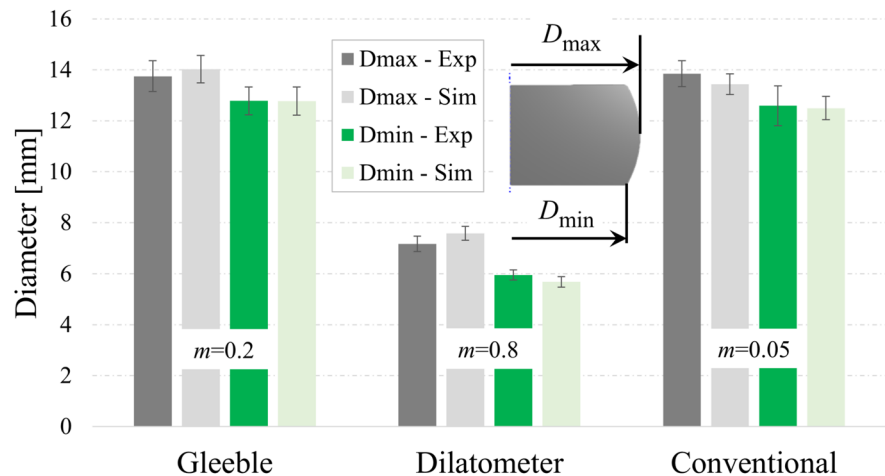 16
14
12
10
8
6
4
2
0
Diameter [mm]
Dmax - Exp
Dmax - Sim
Dmin - Exp
Dmin - Sim
Dmax
Dmin
m=0.2
m=0.8
m=0.05
Gleeble
Dilatometer
Conventional